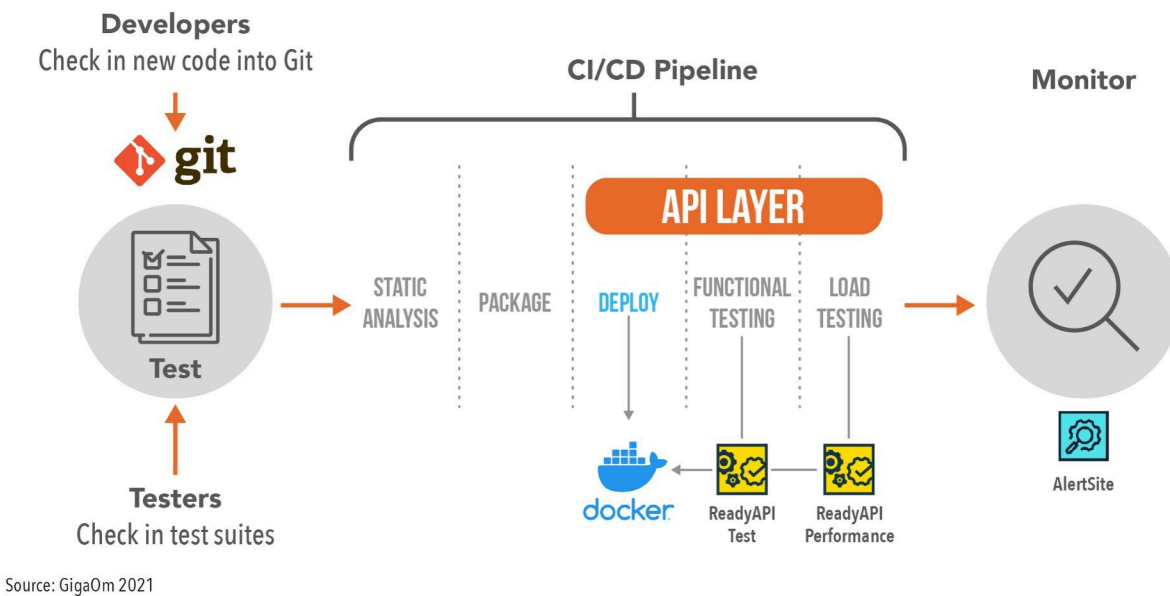 Developers
Check in new code into Git
git
Test
Testers
Check in test suites
CI/CD Pipeline
API LAYER
STATIC
ANALYSIS
PACKAGE
DEPLOY
FUNCTIONAL
TESTING
LOAD
TESTING
docker
ReadyAPI
Test
ReadyAPI
Performance
Monitor
AlertSite
Source: GigaOm 2021